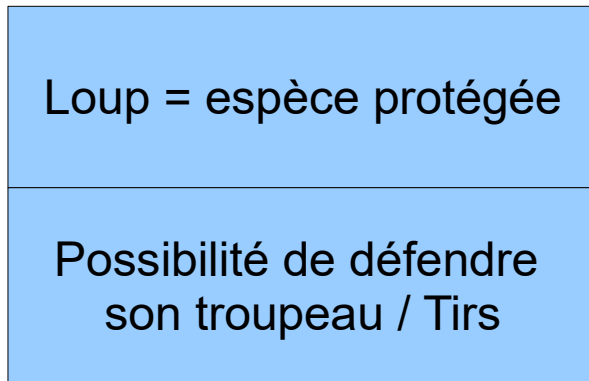 Loup = espèce protégée
Possibilité de défendre
son troupeau / Tirs